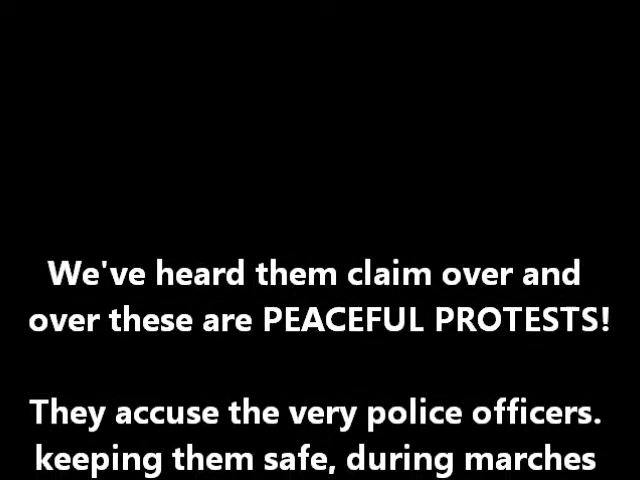 We've heard them claim over and
over these are PEACEFUL PROTESTS!
They accuse the very police officers.
keeping them safe, during marches